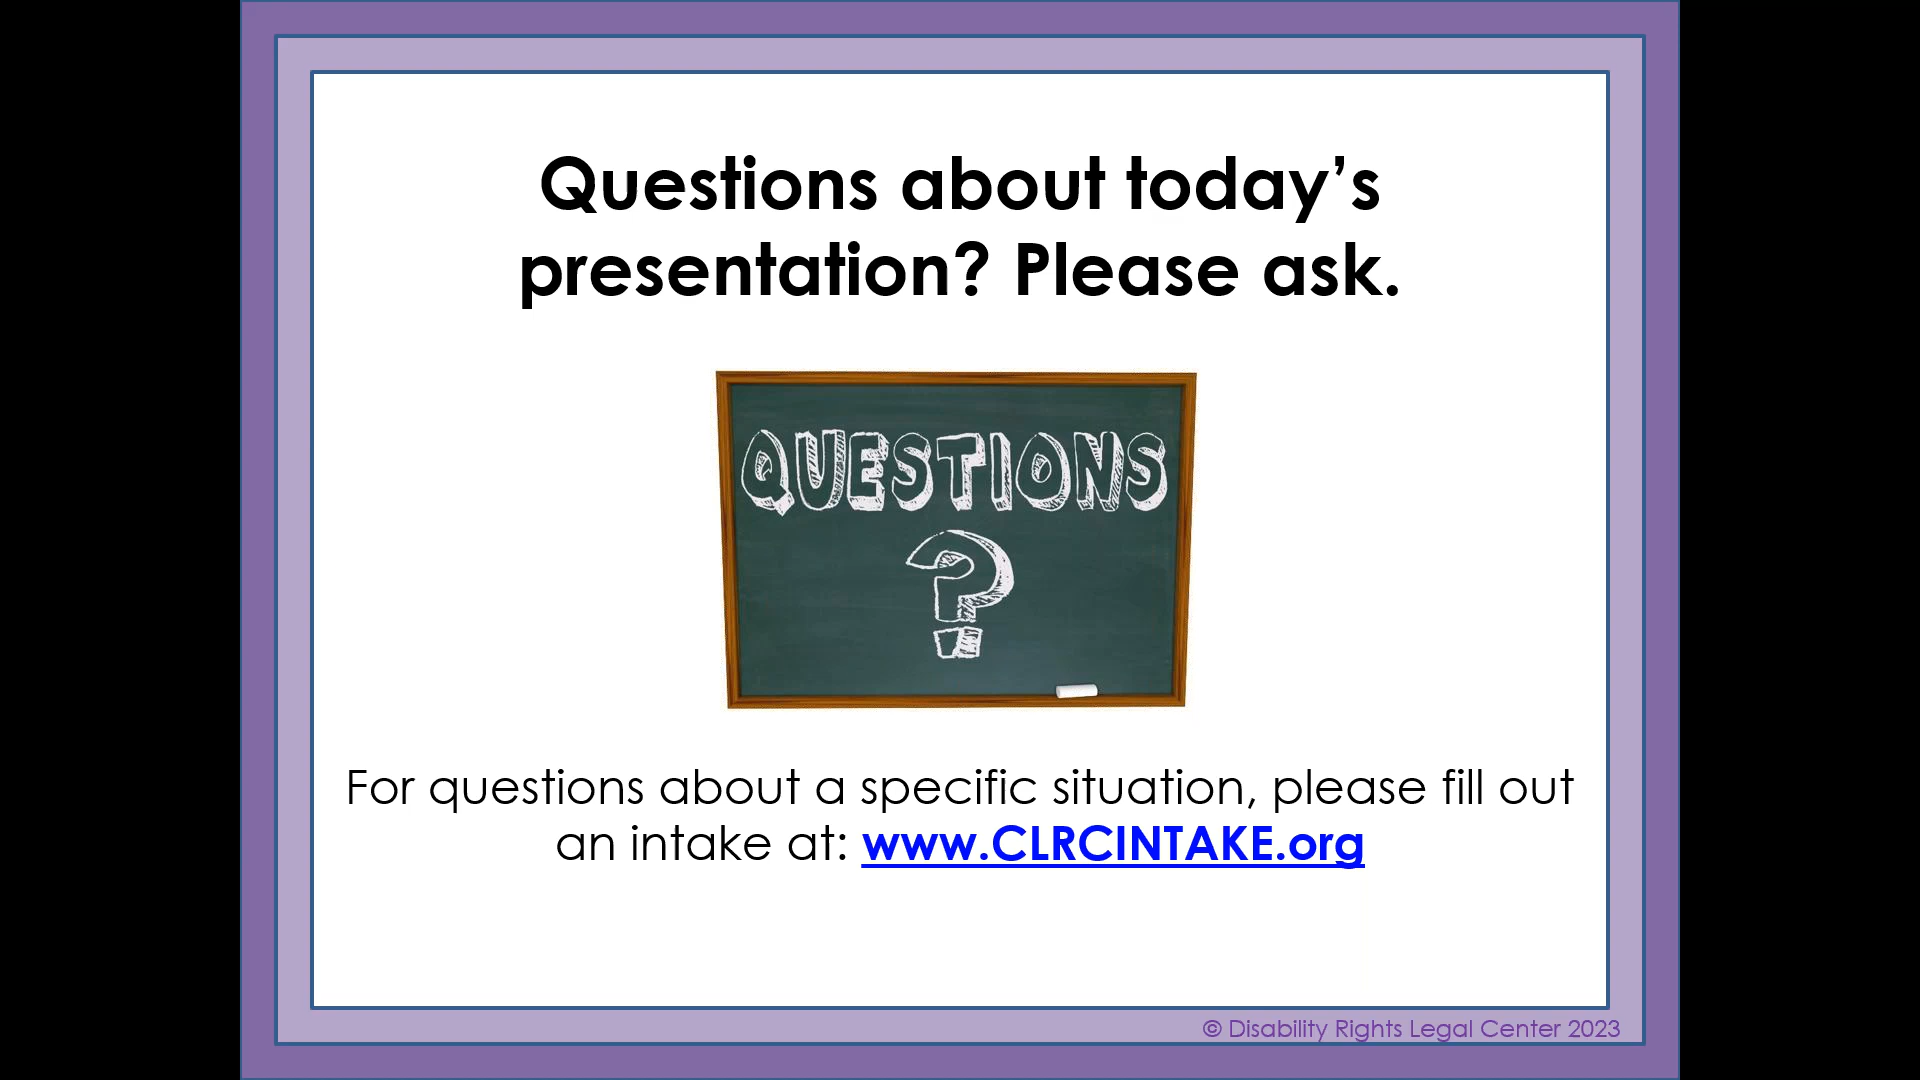 Questions about today’s
presentation? Please ask.
QUESTIONS
?
For questions about a specific situation, please fill out
an intake at: www.CLRCINTAKE.org
© Disability Rights Legal Center 2023